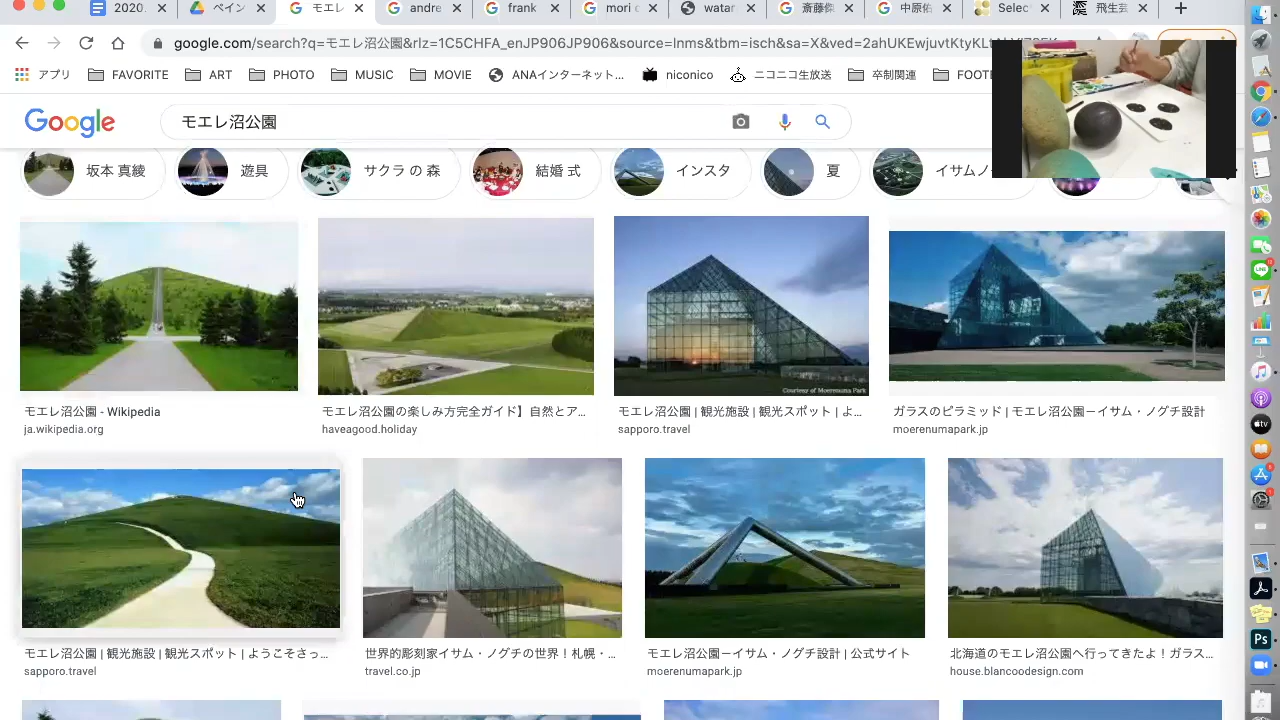 2020.
ペイン
モエレ
andre
frank
mori c
watar
斎藤傑
中原佑
Selec
飛生芸
google.com/search?q=モエレ沼公園&rlz=1C5CHFA_enJP906JP906&source=lnms&tbm=isch&sa=X&ved=2ahUKEwjuvtKtyKL
アプリ
FAVORITE
ART
PHOTO
MUSIC
MOVIE
ANAインターネット...
niconico
ニコニコ生放送
卒制関連
FOOT
Google
モエレ沼公園
坂本 真綾
遊具
サクラ の 森
結婚 式
インスタ
夏
イサムノ
Courtesy of Moerenuma Park
モエレ沼公園 - Wikipedia
ja.wikipedia.org
モエレ沼公園の楽しみ方完全ガイド】自然とア...
haveagood.holiday
モエレ沼公園 | 観光施設 | 観光スポット | よ...
sapporo.travel
ガラスのピラミッド | モエレ沼公園－イサム・ノグチ設計
moerenumapark.jp
モエレ沼公園 | 観光施設 | 観光スポット | ようこそさっ...
sapporo.travel
世界的彫刻家イサム・ノグチの世界！札幌・...
travel.co.jp
モエレ沼公園－イサム・ノグチ設計 | 公式サイト
moerenumapark.jp
北海道のモエレ沼公園へ行ってきたよ！ガラス...
house.blancoodesign.com
tv
Ps